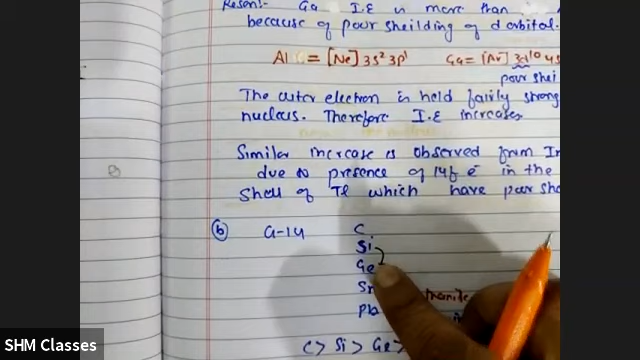 Reason:- Ga I.E is more than
because of poor sheilding of d orbital.
Al = [Ne] 3s² 3p¹ Ga = [Ar] 3d¹⁰ 4s
poor shei
The outer electron is held fairly strong
nucleus. Therefore I.E increases
Similar increase is observed from In
due to presence of 14f e⁻ in the
shell of Tl which have poor she
(b) G-14 C
Si
Ge
Sn
Pb
C > Si > Ge >
SHM Classes